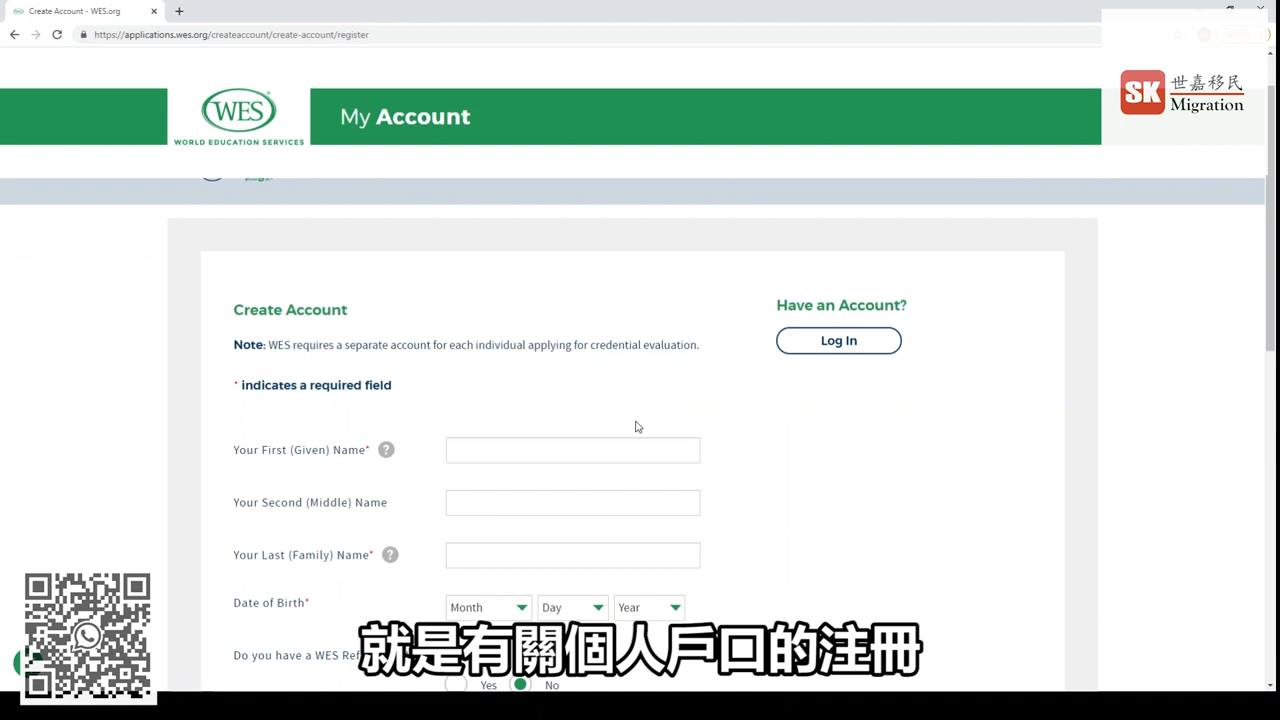 Create Account - WES.org
https://applications.wes.org/createaccount/create-account/register
WES
WORLD EDUCATION SERVICES
My Account
SK 世嘉移民
Migration
Create Account
Have an Account?
Note: WES requires a separate account for each individual applying for credential evaluation.
Log In
* indicates a required field
Your First (Given) Name* ?
Your Second (Middle) Name
Your Last (Family) Name* ?
Date of Birth* Month Day Year
Do you have a WES Ref
就是有關個人戶口的注冊
Yes No